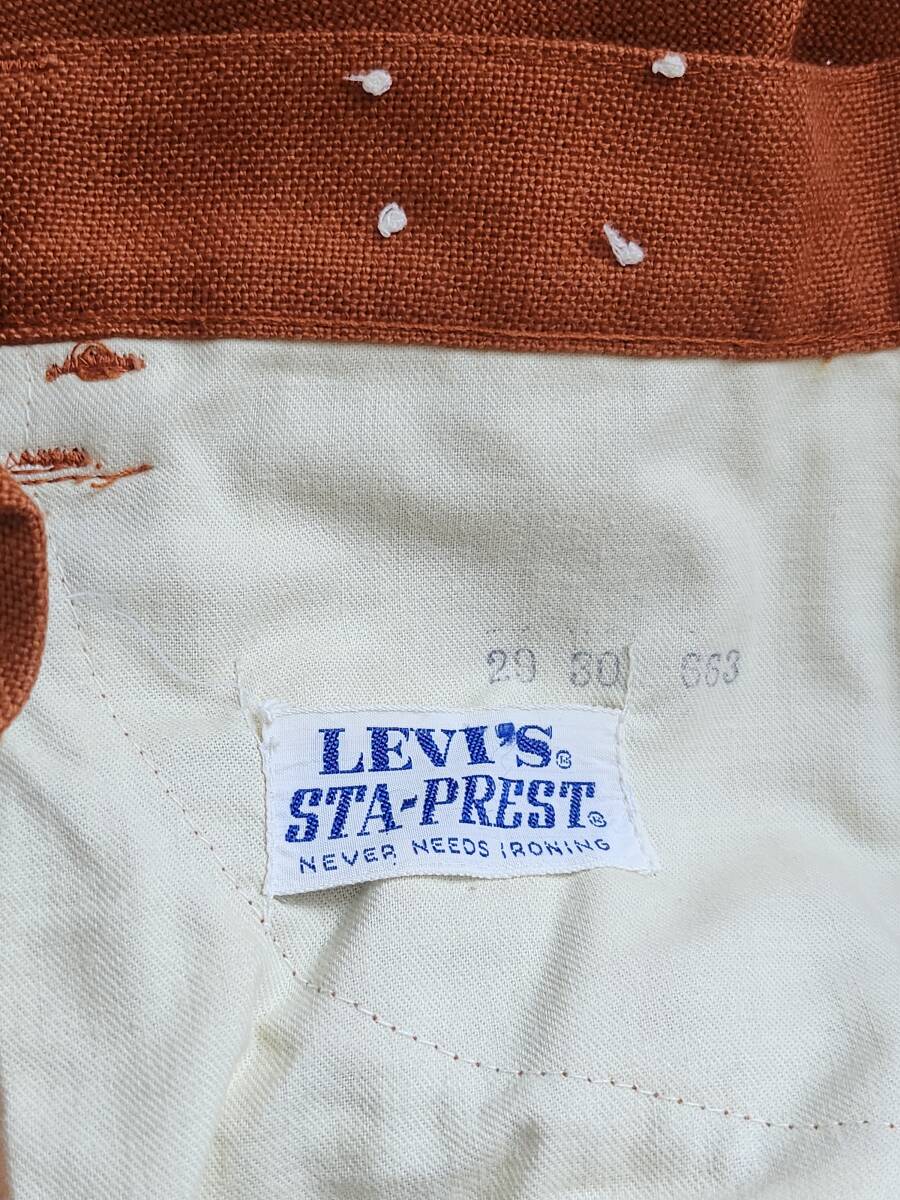 29 30 663
LEVI'S®
STA-PREST®
NEVER NEEDS IRONING